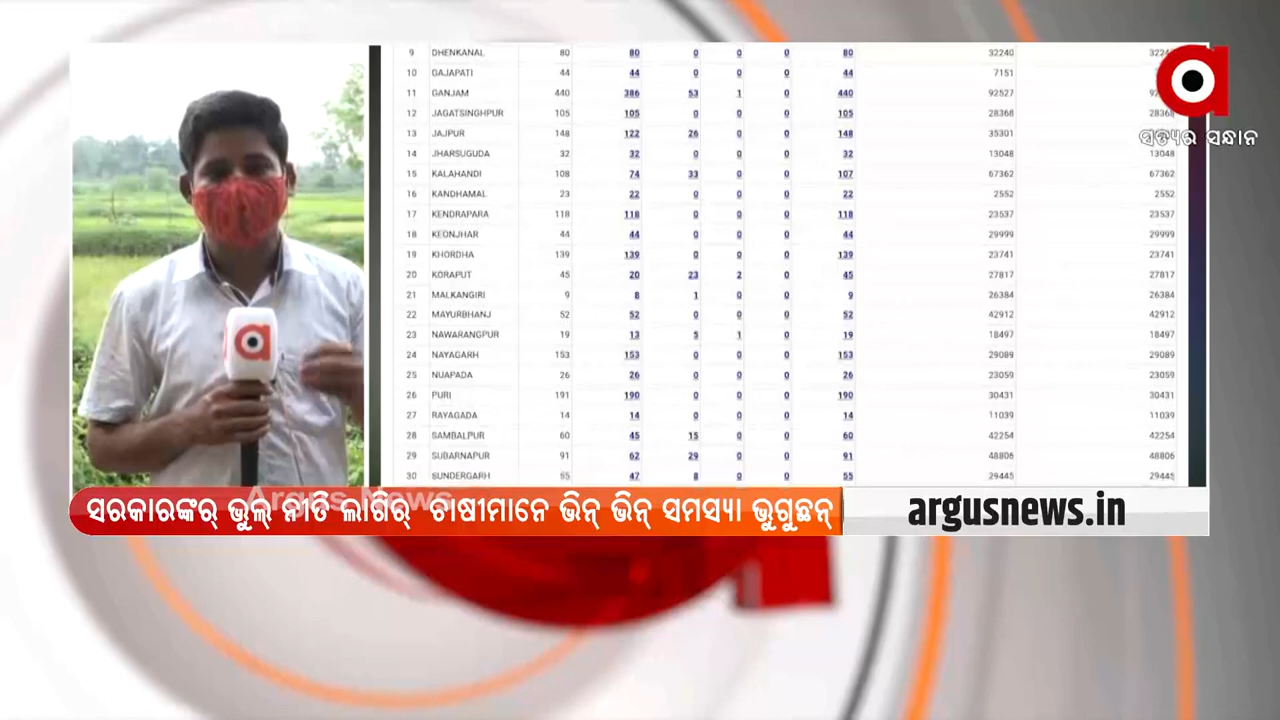 9 DHENKANAL 80 80 0 0 0 80 32240
10 GAJAPATI 44 44 0 0 0 44 7151
11 GANJAM 440 386 53 1 0 440 92527
12 JAGATSINGHPUR 105 105 0 0 0 105 28368 28368
13 JAJPUR 148 122 26 0 0 148 35301
14 JHARSUGUDA 32 32 0 0 0 32 13048 13048
15 KALAHANDI 108 74 33 0 0 107 67362 67362
16 KANDHAMAL 23 22 0 0 0 22 2552 2552
17 KENDRAPARA 118 118 0 0 0 118 23537 23537
18 KEONJHAR 44 44 0 0 0 44 29999 29999
19 KHORDHA 139 139 0 0 0 139 23741 23741
20 KORAPUT 45 20 23 2 0 45 27817 27817
21 MALKANGIRI 9 8 1 0 0 9 26384 26384
22 MAYURBHANJ 52 52 0 0 0 52 42912 42912
23 NAWARANGPUR 19 13 5 1 0 19 18497 18497
24 NAYAGARH 153 153 0 0 0 153 29089 29089
25 NUAPADA 26 26 0 0 0 26 23059 23059
26 PURI 191 190 0 0 0 190 30431 30431
27 RAYAGADA 14 14 0 0 0 14 11039 11039
28 SAMBALPUR 60 45 15 0 0 60 42254 42254
29 SUBARNAPUR 91 62 29 0 0 91 48806 48806
30 SUNDERGARH 55 47 8 0 0 55 29445 29445
ସତ୍ୟର ସନ୍ଧାନ
Argus News
ସରକାରଙ୍କର୍ ଭୁଲ୍ ନୀତି ଲାଗିର୍ ଚାଷୀମାନେ ଭିନ୍ ଭିନ୍ ସମସ୍ୟା ଭୁଗୁଛନ୍
argusnews.in